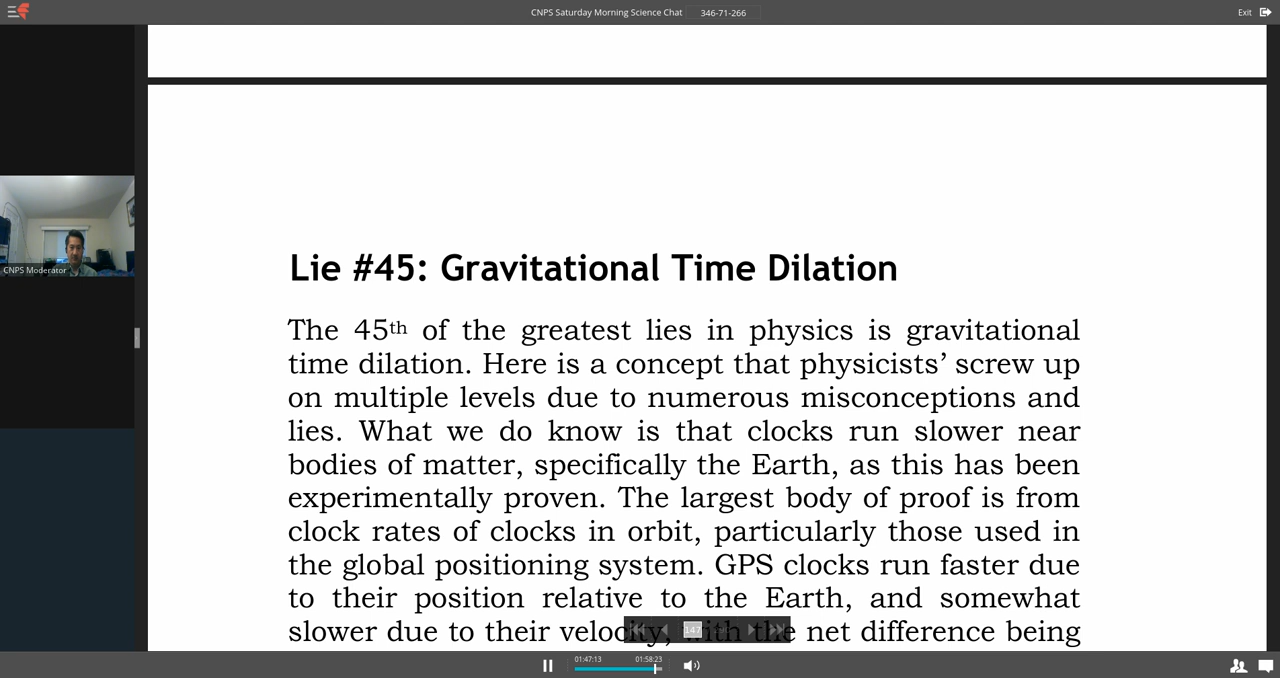 CNPS Saturday Morning Science Chat 346-71-266
Exit
CNPS Moderator
Lie #45: Gravitational Time Dilation
The 45th of the greatest lies in physics is gravitational
time dilation. Here is a concept that physicists’ screw up
on multiple levels due to numerous misconceptions and
lies. What we do know is that clocks run slower near
bodies of matter, specifically the Earth, as this has been
experimentally proven. The largest body of proof is from
clock rates of clocks in orbit, particularly those used in
the global positioning system. GPS clocks run faster due
to their position relative to the Earth, and somewhat
slower due to their velocity, with the net difference being
147
01:47:13 01:58:23